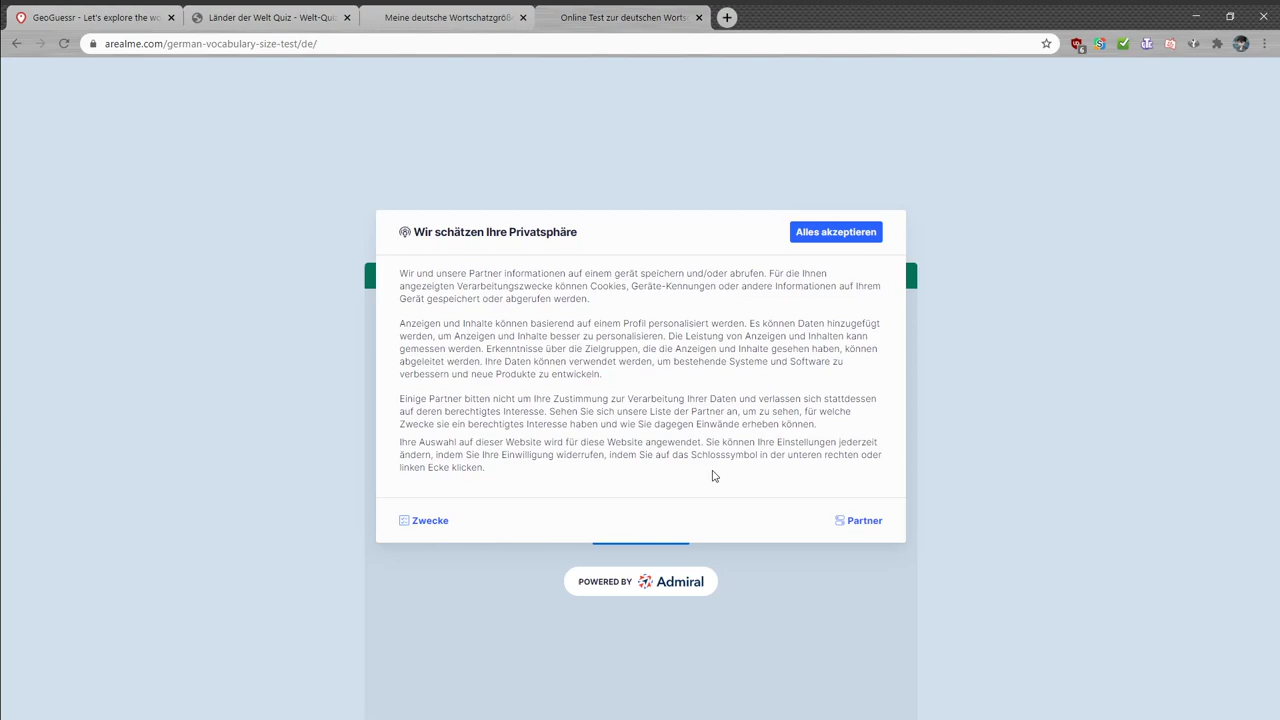 GeoGuessr - Let's explore the wo
Länder der Welt Quiz - Welt-Quiz
Meine deutsche Wortschatzgröß
Online Test zur deutschen Worts
arealme.com/german-vocabulary-size-test/de/
6
Wir schätzen Ihre Privatsphäre
Alles akzeptieren
Wir und unsere Partner informationen auf einem gerät speichern und/oder abrufen. Für die Ihnen
angezeigten Verarbeitungszwecke können Cookies, Geräte-Kennungen oder andere Informationen auf Ihrem
Gerät gespeichert oder abgerufen werden.
Anzeigen und Inhalte können basierend auf einem Profil personalisiert werden. Es können Daten hinzugefügt
werden, um Anzeigen und Inhalte besser zu personalisieren. Die Leistung von Anzeigen und Inhalten kann
gemessen werden. Erkenntnisse über die Zielgruppen, die die Anzeigen und Inhalte gesehen haben, können
abgeleitet werden. Ihre Daten können verwendet werden, um bestehende Systeme und Software zu
verbessern und neue Produkte zu entwickeln.
Einige Partner bitten nicht um Ihre Zustimmung zur Verarbeitung Ihrer Daten und verlassen sich stattdessen
auf deren berechtigtes Interesse. Sehen Sie sich unsere Liste der Partner an, um zu sehen, für welche
Zwecke sie ein berechtigtes Interesse haben und wie Sie dagegen Einwände erheben können.
Ihre Auswahl auf dieser Website wird für diese Website angewendet. Sie können Ihre Einstellungen jederzeit
ändern, indem Sie Ihre Einwilligung widerrufen, indem Sie auf das Schlosssymbol in der unteren rechten oder
linken Ecke klicken.
Zwecke
Partner
POWERED BY Admiral